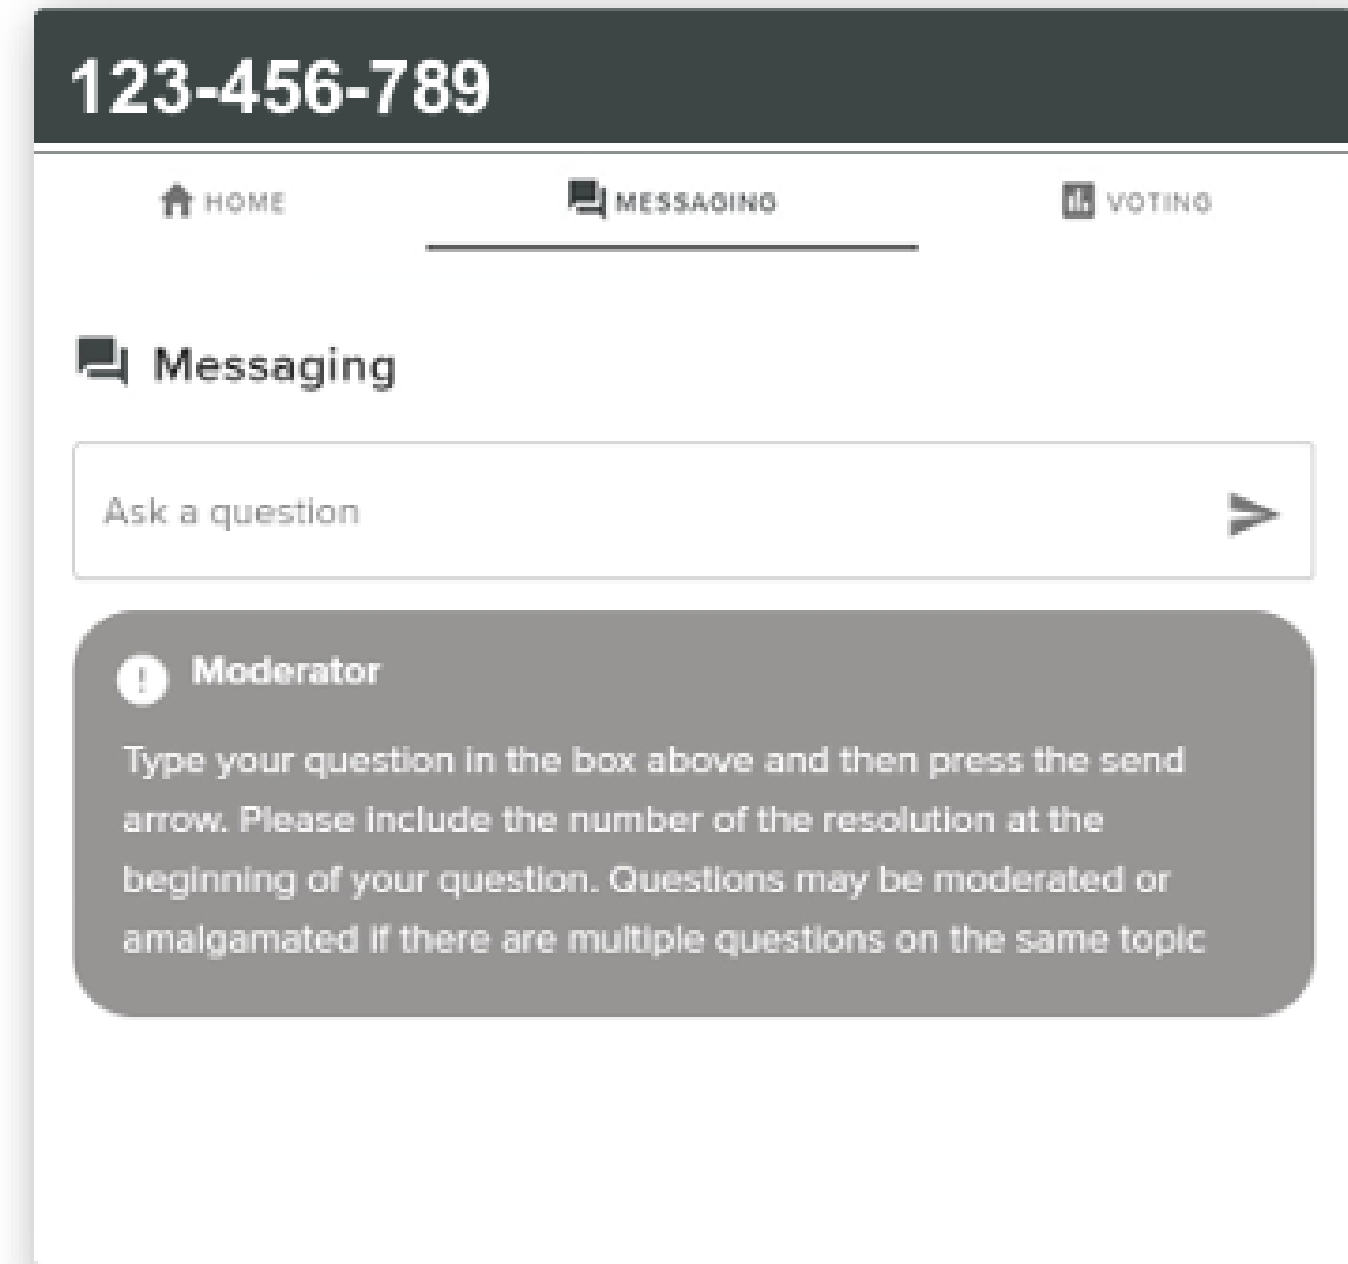 123-456-789
HOME MESSAGING VOTING
Messaging
Ask a question
Moderator
Type your question in the box above and then press the send
arrow. Please include the number of the resolution at the
beginning of your question. Questions may be moderated or
amalgamated if there are multiple questions on the same topic